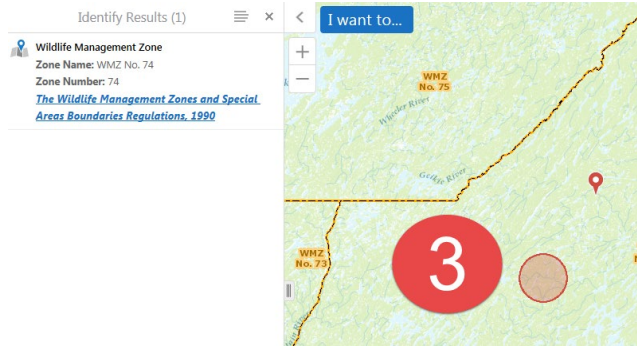 Identify Results (1)
I want to...
Wildlife Management Zone
Zone Name: WMZ No. 74
Zone Number: 74
The Wildlife Management Zones and Special
Areas Boundaries Regulations, 1990
WMZ
No. 75
Wheeler River
Geikie River
WMZ
No. 73
3
River